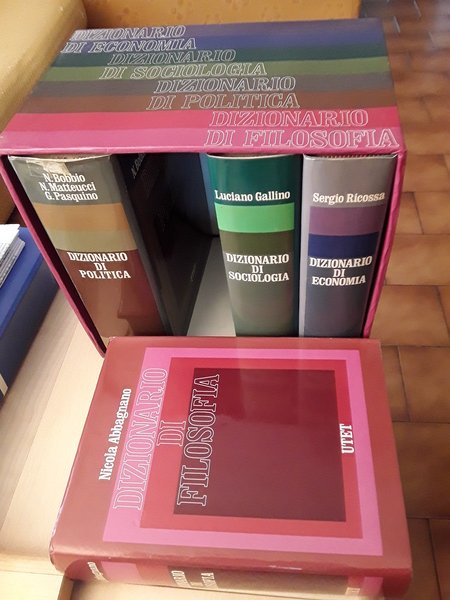 DIZIONARIO
DI ECONOMIA
DIZIONARIO
DI SOCIOLOGIA
DIZIONARIO
DI POLITICA
DIZIONARIO
DI FILOSOFIA
N. Bobbio
N. Matteucci
G. Pasquino
DIZIONARIO
DI
POLITICA
Luciano Gallino
DIZIONARIO
DI
SOCIOLOGIA
Sergio Ricossa
DIZIONARIO
DI
ECONOMIA
Nicola Abbagnano
DIZIONARIO
DI
FILOSOFIA
UTET